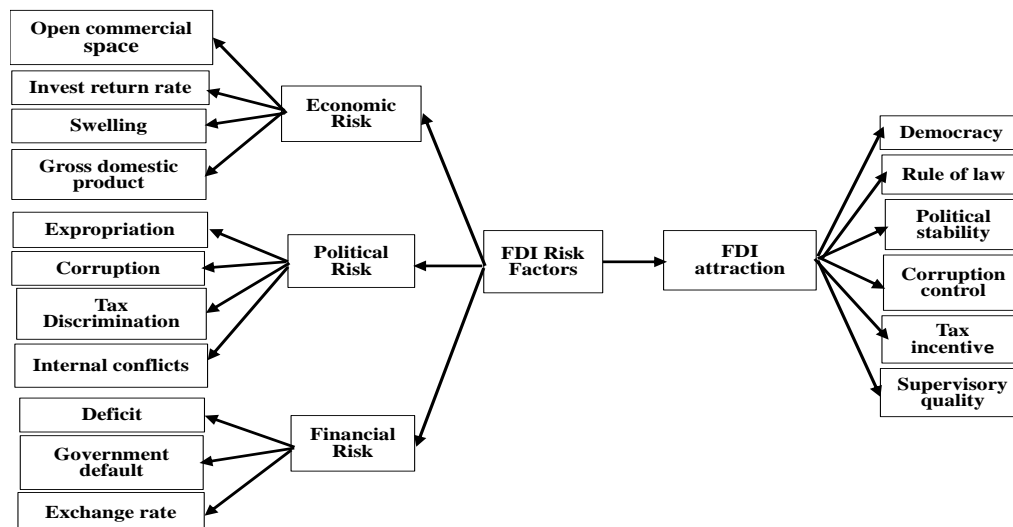 Open commercial
space
Invest return rate
Swelling
Gross domestic
product
Economic
Risk
Expropriation
Corruption
Tax
Discrimination
Internal conflicts
Political
Risk
Deficit
Government
default
Exchange rate
Financial
Risk
FDI Risk
Factors
FDI
attraction
Democracy
Rule of law
Political
stability
Corruption
control
Tax
incentive
Supervisory
quality